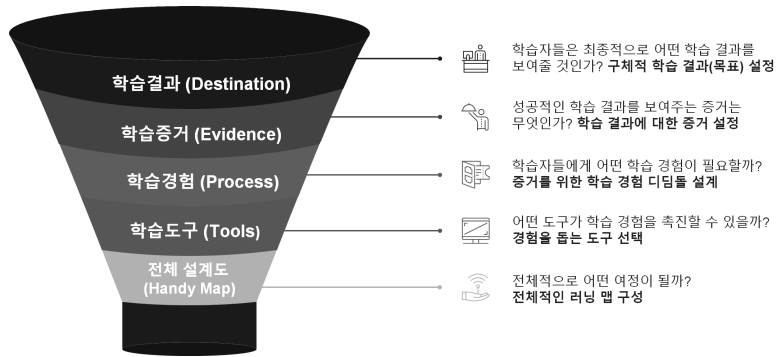 학습결과 (Destination)
학습자들은 최종적으로 어떤 학습 결과를
보여줄 것인가? 구체적 학습 결과(목표) 설정
학습증거 (Evidence)
성공적인 학습 결과를 보여주는 증거는
무엇인가? 학습 결과에 대한 증거 설정
학습경험 (Process)
학습자들에게 어떤 학습 경험이 필요할까?
증거를 위한 학습 경험 디딤돌 설계
학습도구 (Tools)
어떤 도구가 학습 경험을 촉진할 수 있을까?
경험을 돕는 도구 선택
전체 설계도
(Handy Map)
전체적으로 어떤 여정이 될까?
전체적인 러닝 맵 구성